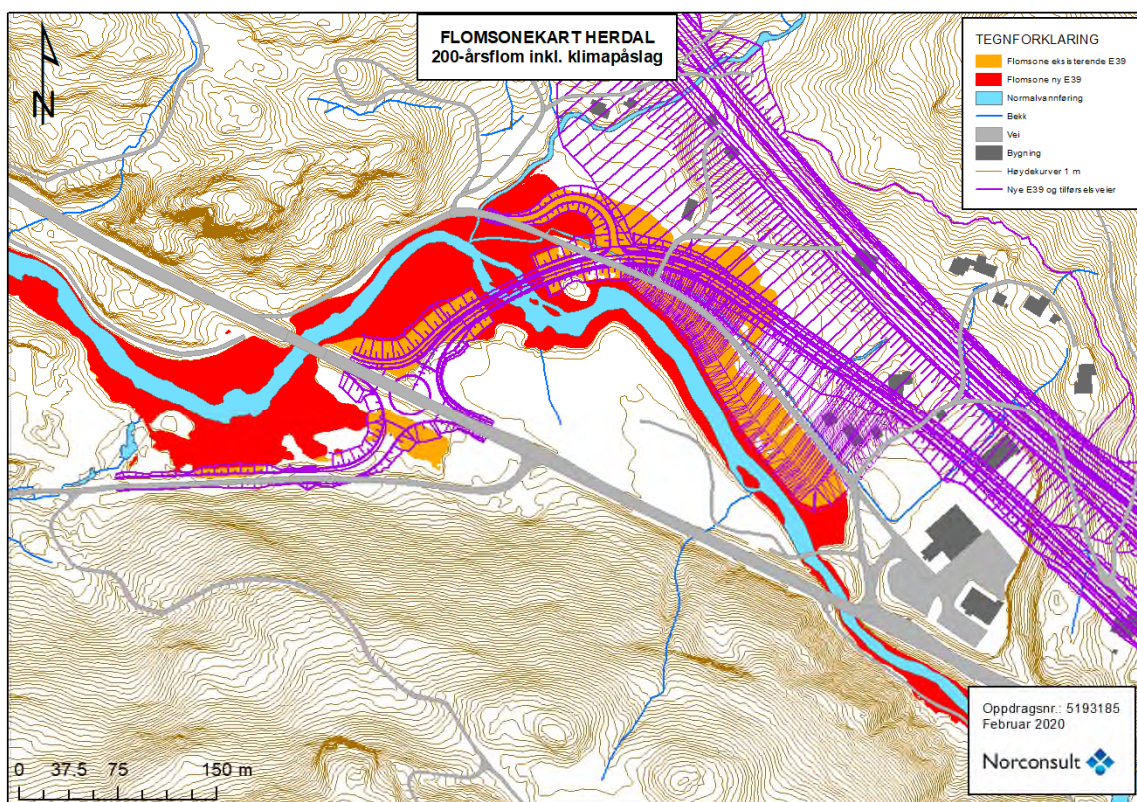 FLOMSONEKART HERDAL
200-årsflom inkl. klimapåslag
N
TEGNFORKLARING
Flomsone eksisterende E39
Flomsone ny E39
Normalvannføring
Bekk
Vei
Bygning
Høydekurver 1 m
Nye E39 og tilførselsveier
Oppdragsnr.: 5193185
Februar 2020
Norconsult
0 37.5 75 150 m